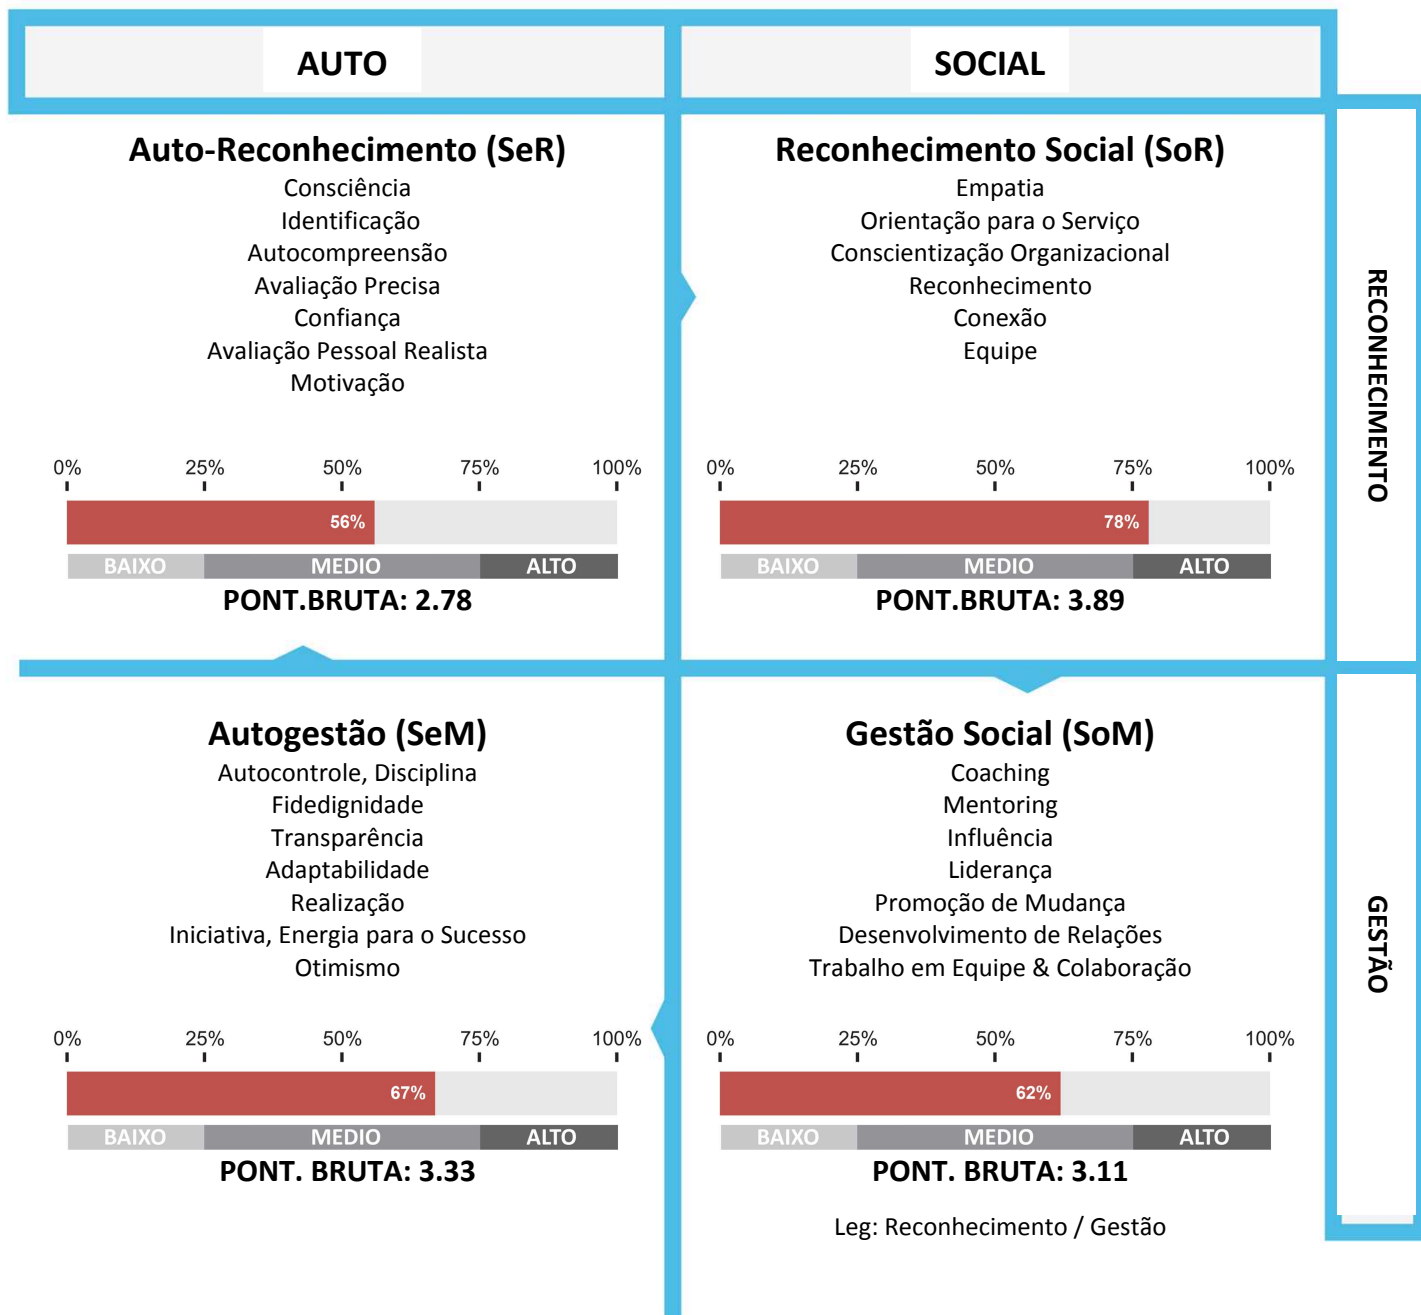 AUTO
SOCIAL
Auto-Reconhecimento (SeR)
Consciência
Identificação
Autocompreensão
Avaliação Precisa
Confiança
Avaliação Pessoal Realista
Motivação
0% 25% 50% 75% 100%
56%
BAIXO MEDIO ALTO
PONT.BRUTA: 2.78
Reconhecimento Social (SoR)
Empatia
Orientação para o Serviço
Conscientização Organizacional
Reconhecimento
Conexão
Equipe
0% 25% 50% 75% 100%
78%
BAIXO MEDIO ALTO
PONT.BRUTA: 3.89
RECONHECIMENTO
Autogestão (SeM)
Autocontrole, Disciplina
Fidedignidade
Transparência
Adaptabilidade
Realização
Iniciativa, Energia para o Sucesso
Otimismo
0% 25% 50% 75% 100%
67%
BAIXO MEDIO ALTO
PONT. BRUTA: 3.33
Gestão Social (SoM)
Coaching
Mentoring
Influência
Liderança
Promoção de Mudança
Desenvolvimento de Relações
Trabalho em Equipe & Colaboração
0% 25% 50% 75% 100%
62%
BAIXO MEDIO ALTO
PONT. BRUTA: 3.11
Leg: Reconhecimento / Gestão
GESTÃO